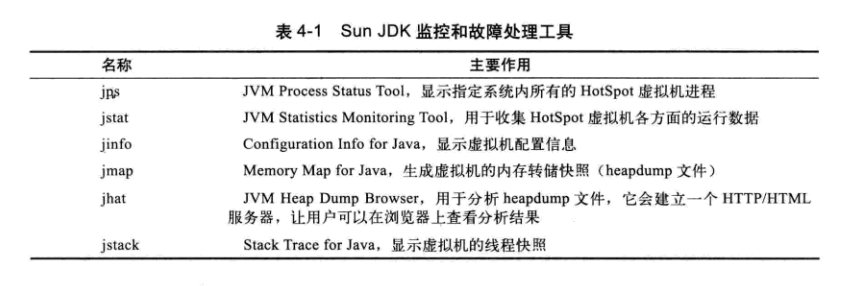 表 4-1 Sun JDK 监控和故障处理工具
名称 主要作用
jps JVM Process Status Tool，显示指定系统内所有的 HotSpot 虚拟机进程
jstat JVM Statistics Monitoring Tool，用于收集 HotSpot 虚拟机各方面的运行数据
jinfo Configuration Info for Java，显示虚拟机配置信息
jmap Memory Map for Java，生成虚拟机的内存转储快照（heapdump 文件）
jhat JVM Heap Dump Browser，用于分析 heapdump 文件，它会建立一个 HTTP/HTML
服务器，让用户可以在浏览器上查看分析结果
jstack Stack Trace for Java，显示虚拟机的线程快照